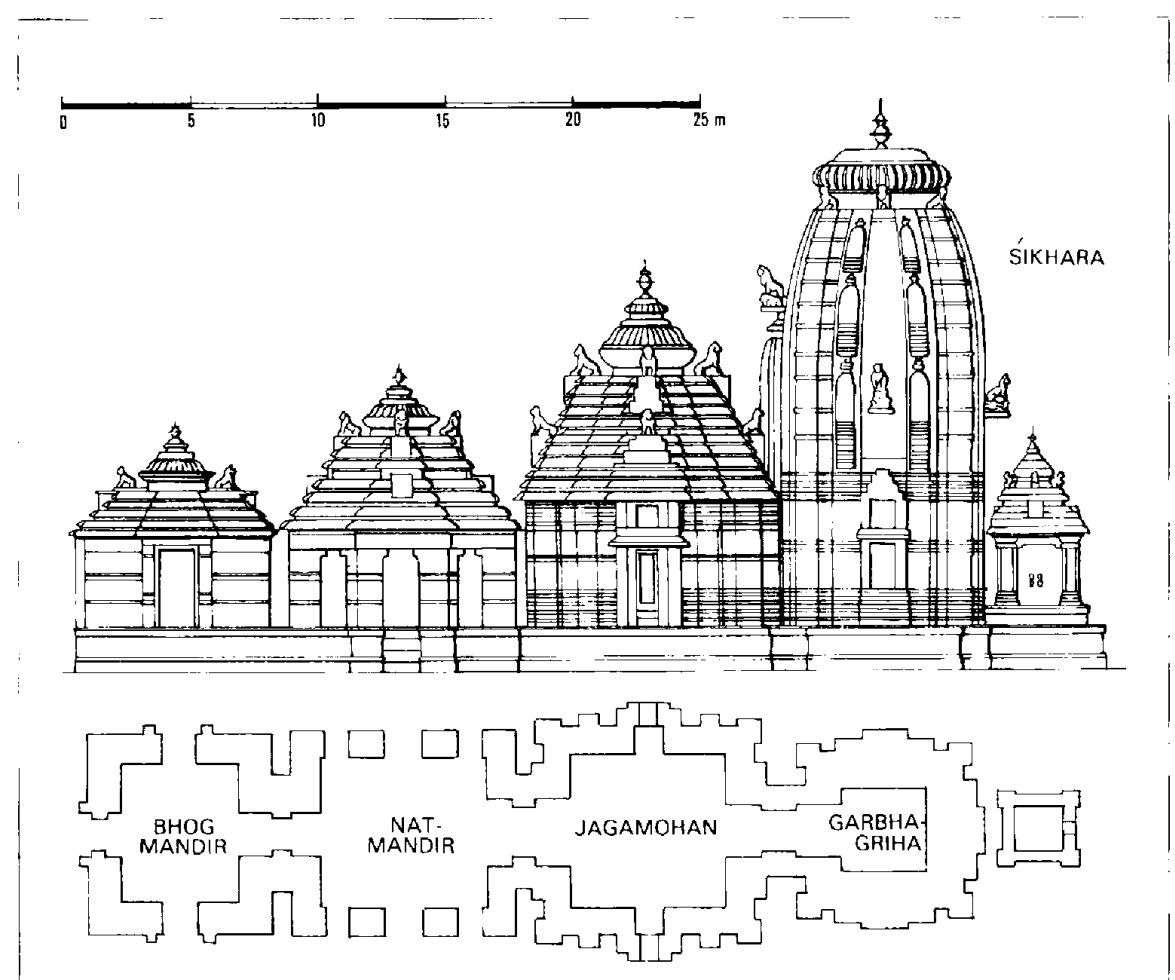 0 5 10 15 20 25 m
ŚIKHARA
BHOG
MANDIR
NAT-
MANDIR
JAGAMOHAN
GARBHA-
GRIHA